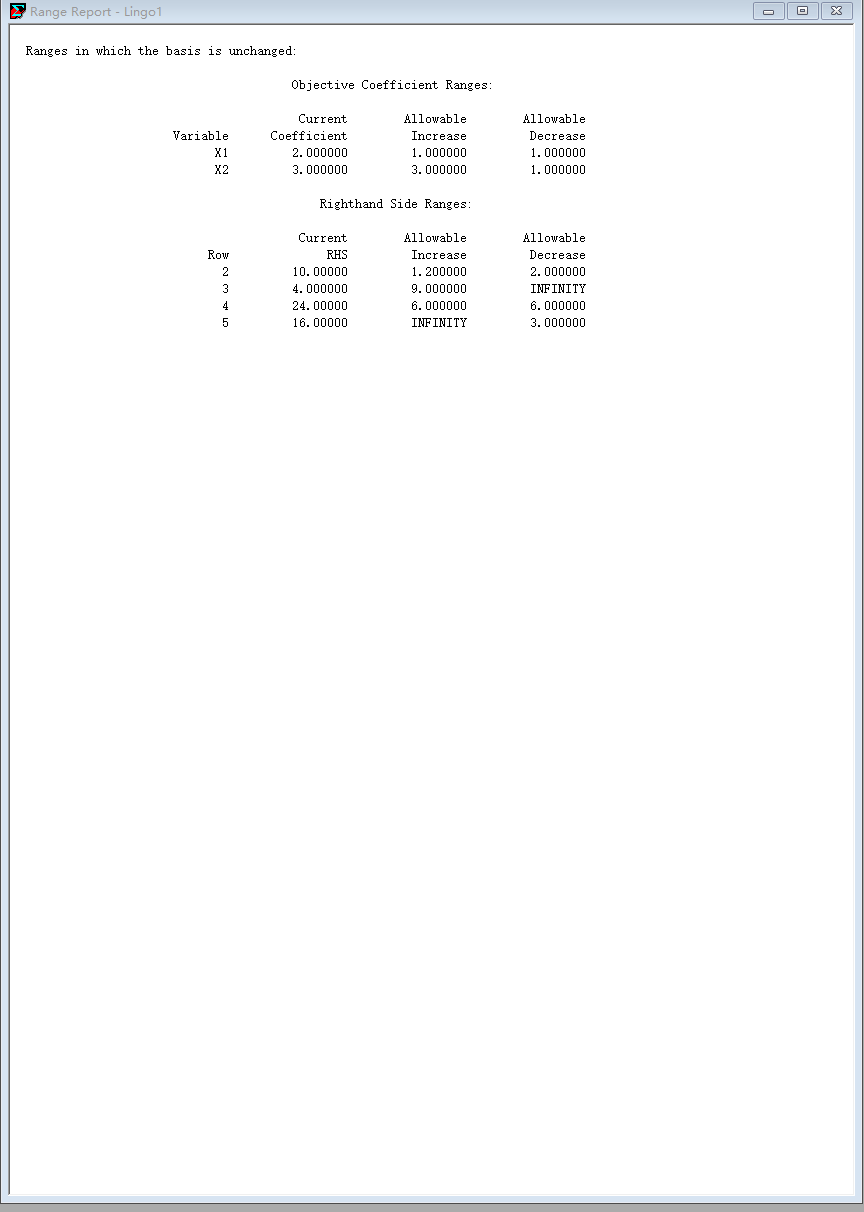 Range Report - Lingo1
Ranges in which the basis is unchanged:
Objective Coefficient Ranges:
Current Allowable Allowable
Variable Coefficient Increase Decrease
X1 2.000000 1.000000 1.000000
X2 3.000000 3.000000 1.000000
Righthand Side Ranges:
Current Allowable Allowable
Row RHS Increase Decrease
2 10.00000 1.200000 2.000000
3 4.000000 9.000000 INFINITY
4 24.00000 6.000000 6.000000
5 16.00000 INFINITY 3.000000